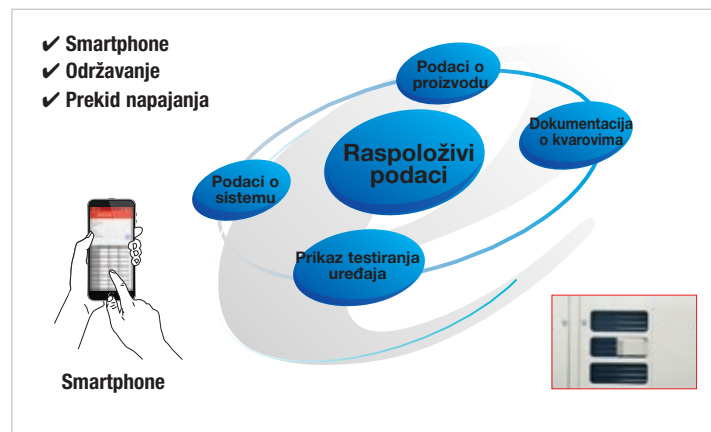 ✔ Smartphone
✔ Održavanje
✔ Prekid napajanja
Podaci o
proizvodu
Dokumentacija
o kvarovima
Raspoloživi
podaci
Podaci o
sistemu
Prikaz testiranja
uređaja
Smartphone